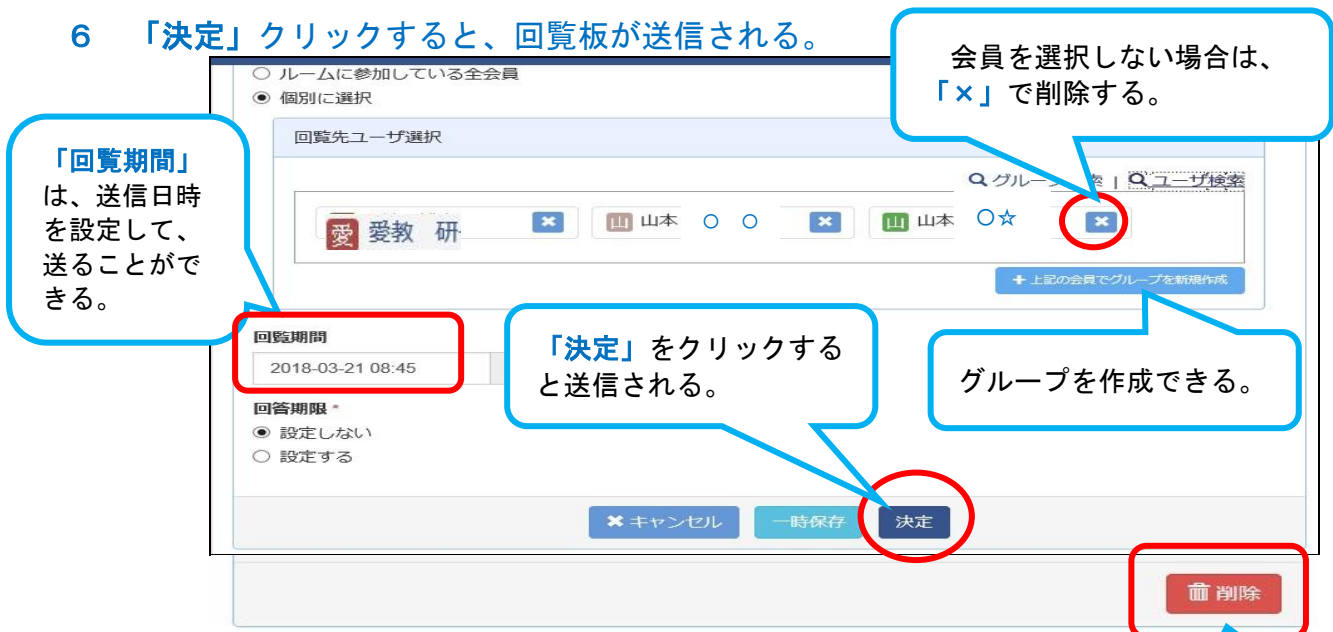 ６　「決定」クリックすると、回覧板が送信される。
会員を選択しない場合は、
「×」で削除する。
ルームに参加している全会員
個別に選択
回覧先ユーザ選択
「回覧期間」
は、送信日時
を設定して、
送ることがで
きる。
グループ 索 | ユーザ検索
愛 愛教 研 山 山本 ○ ○ 山 山本 ○☆
+ 上記の会員でグループを新規作成
回覧期間
2018-03-21 08:45
「決定」をクリックする
と送信される。
グループを作成できる。
回答期限 *
設定しない
設定する
✖ キャンセル 一時保存 決定
削除